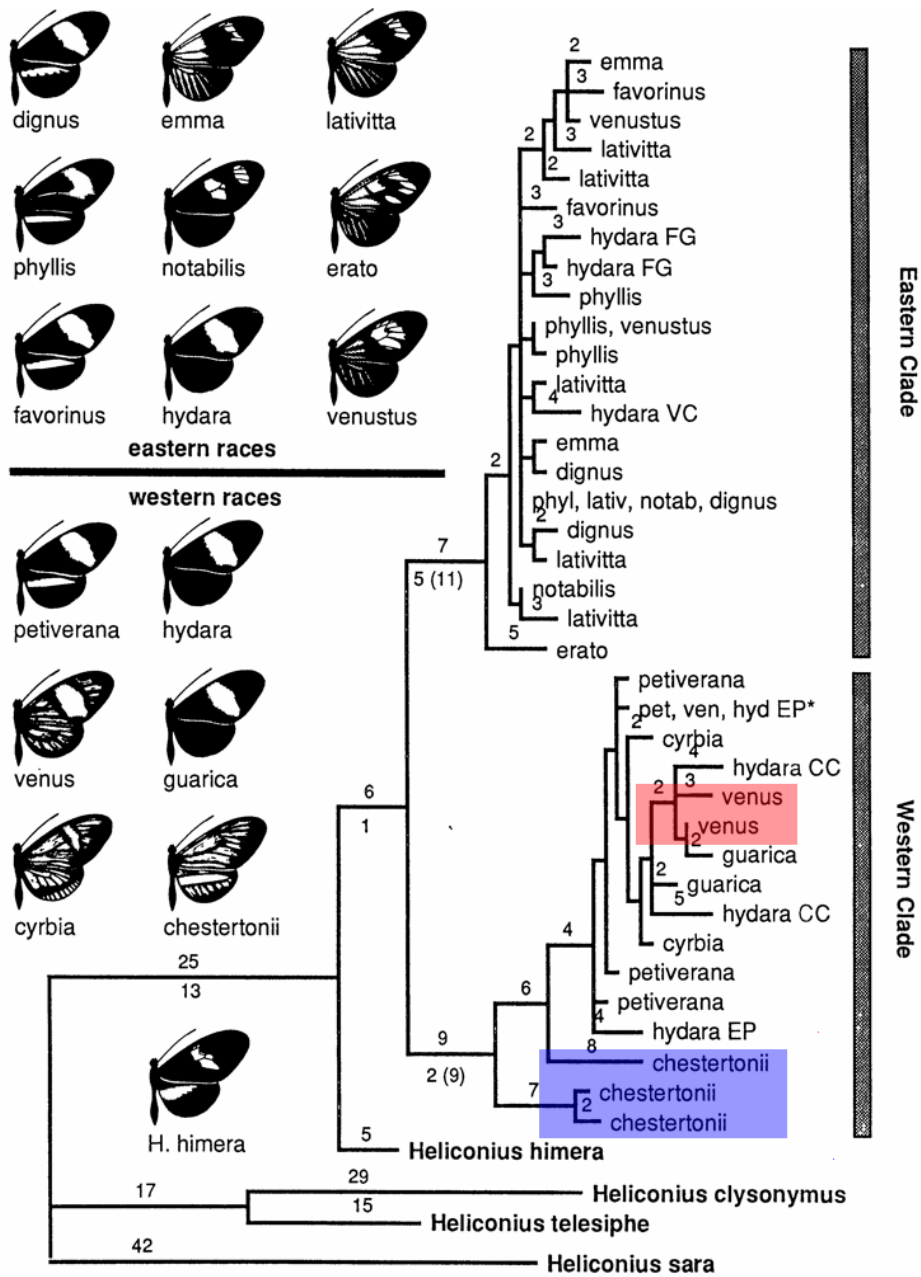 dignus
emma
lativitta
phyllis
notabilis
erato
favorinus
hydara
venustus
eastern races
western races
petiverana
hydara
venus
guarica
cyrbia
chestertonii
H. himera
2
emma
3
favorinus
venustus
2
3
lativitta
2
lativitta
3
favorinus
3
hydara FG
hydara FG
3
phyllis
phyllis, venustus
phyllis
lativitta
4
hydara VC
emma
2
dignus
phyl, lativ, notab, dignus
2
dignus
7
5 (11)
lativitta
notabilis
3
lativitta
5
erato
Eastern Clade
petiverana
pet, ven, hyd EP*
2
cyrbia
4
hydara CC
2
3
venus
venus
2
guarica
2
guarica
5
hydara CC
4
cyrbia
petiverana
petiverana
4
hydara EP
6
8
chestertonii
7
chestertonii
2
chestertonii
Western Clade
6
1
9
2 (9)
25
13
5
Heliconius himera
17
29
Heliconius clysonymus
15
Heliconius telesiphe
42
Heliconius sara